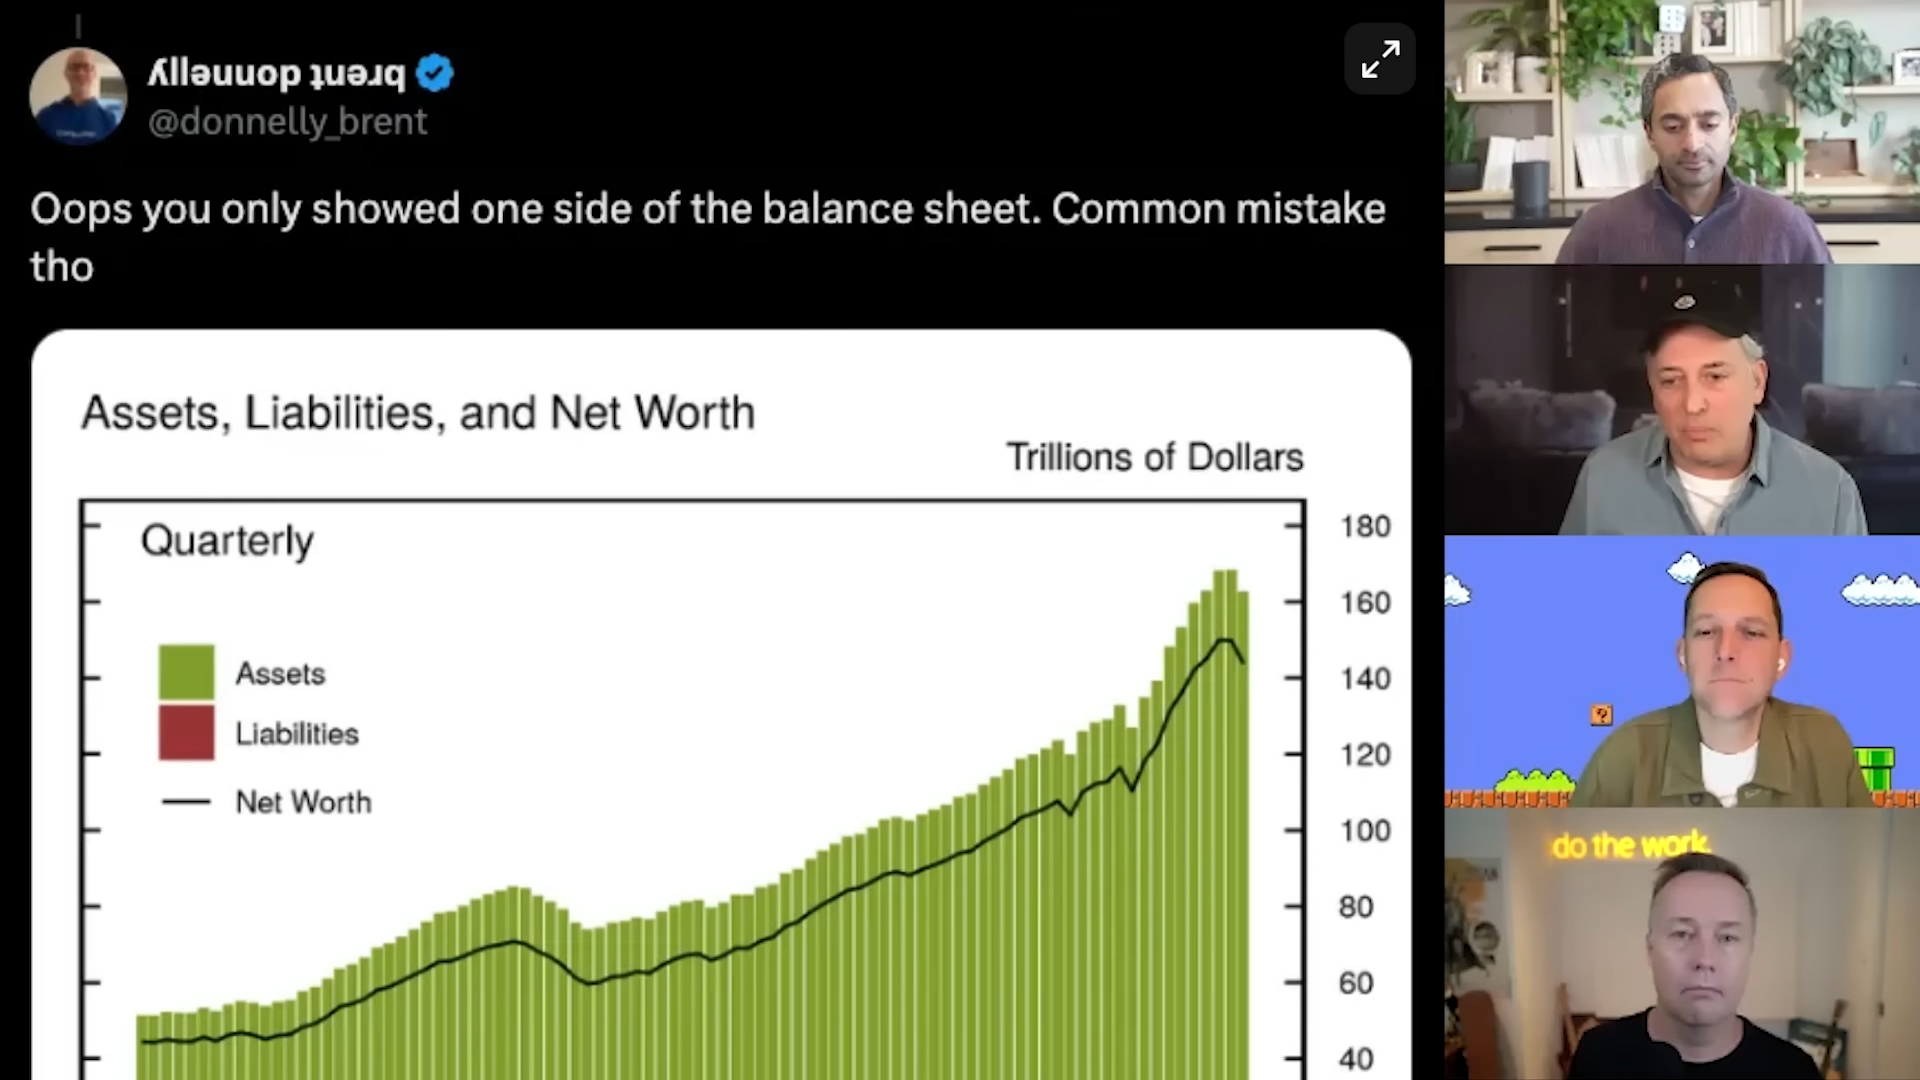 ʎllǝuuop ʇuǝɹq
@donnelly_brent
Oops you only showed one side of the balance sheet. Common mistake
tho
Assets, Liabilities, and Net Worth
Trillions of Dollars
Quarterly
Assets
Liabilities
Net Worth
180
160
140
120
100
80
60
40
?
do the work